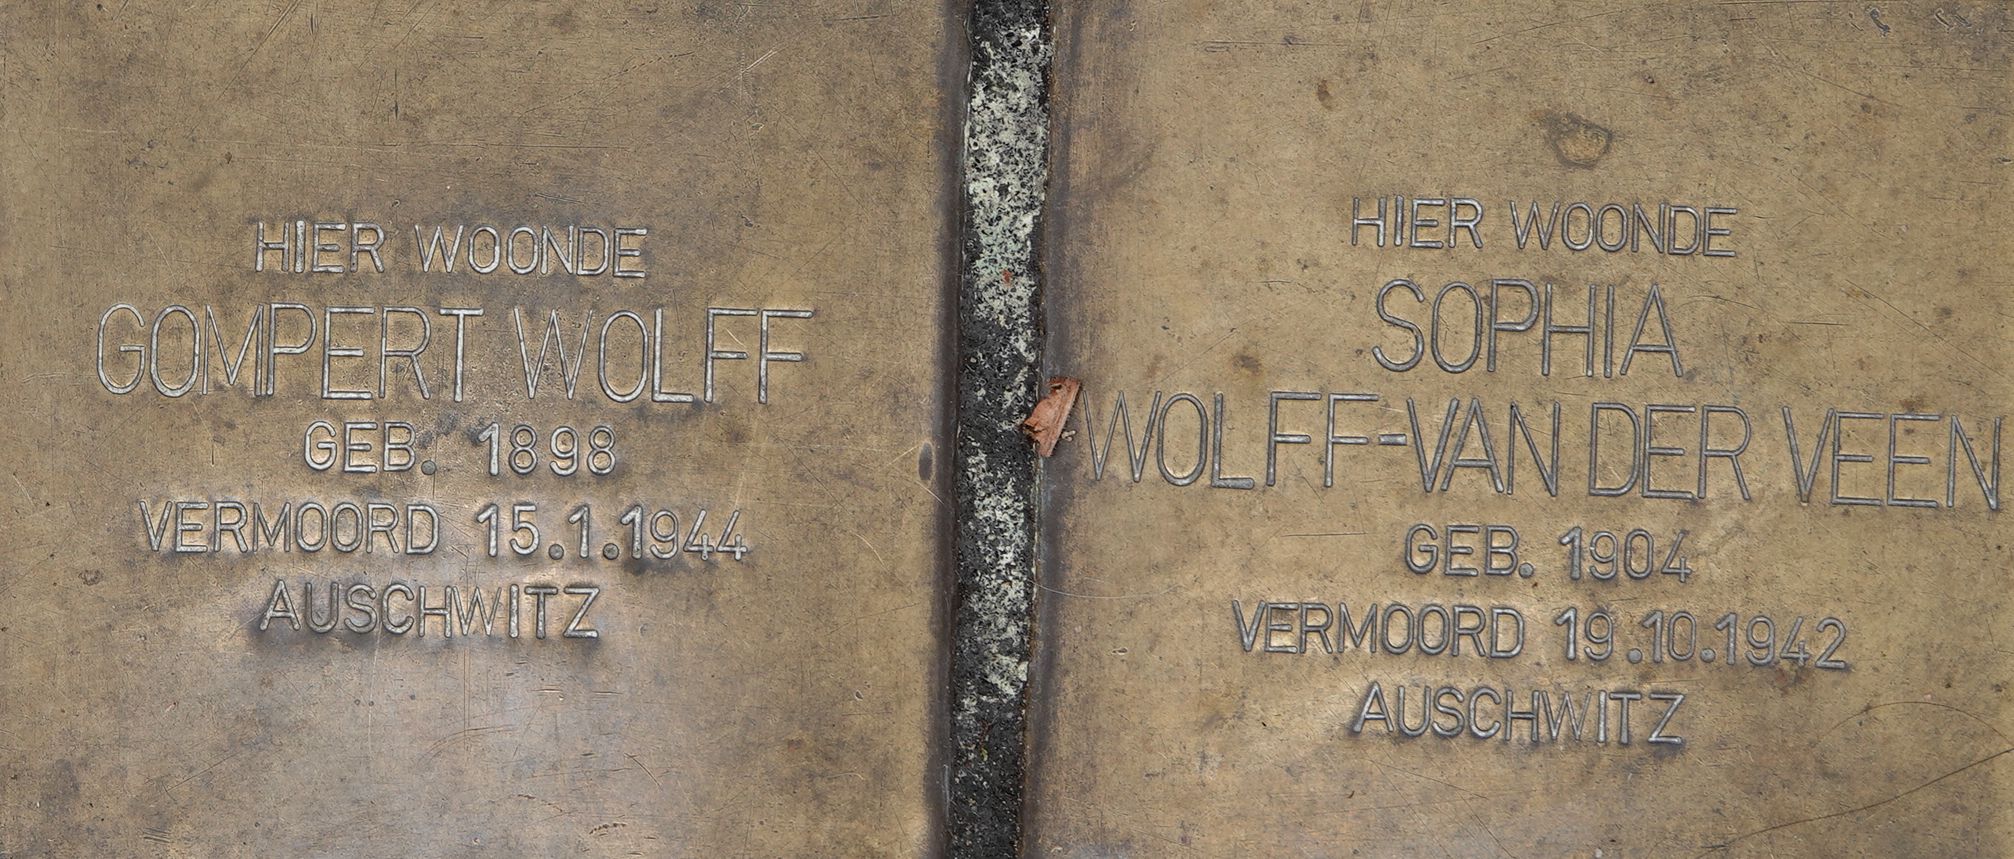 HIER WOONDE
GOMPERT WOLFF
GEB. 1898
VERMOORD 15.1.1944
AUSCHWITZ
HIER WOONDE
SOPHIA
WOLFF-VAN DER VEEN
GEB. 1904
VERMOORD 19.10.1942
AUSCHWITZ